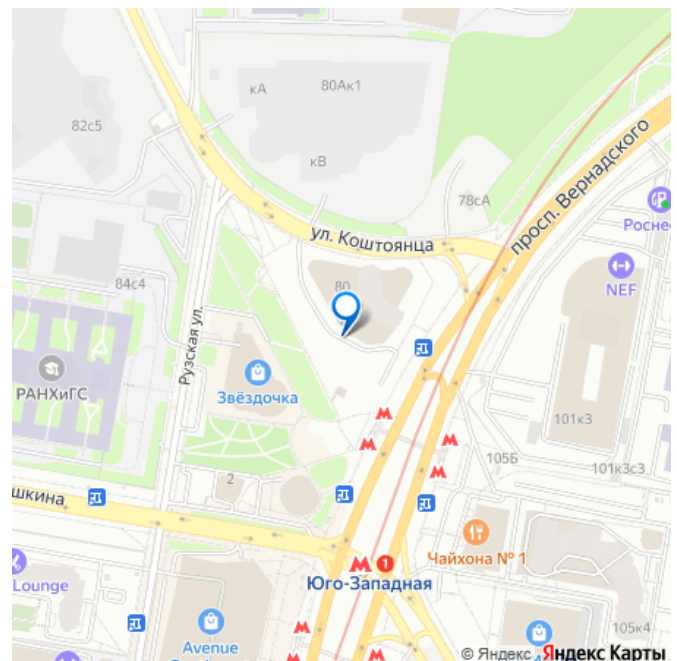 кА
80Ак1
82с5
кВ
78сА
просп. Вернадского
Росне
ул. Коштоянца
NEF
84с4
80
Рузская ул.
РАНХиГС
Звёздочка
101к3
105Б
101к3с3
2
шкина
Чайхона № 1
1
Юго-Западная
Lounge
Avenue
105к4
© Яндекс Яндекс Карты